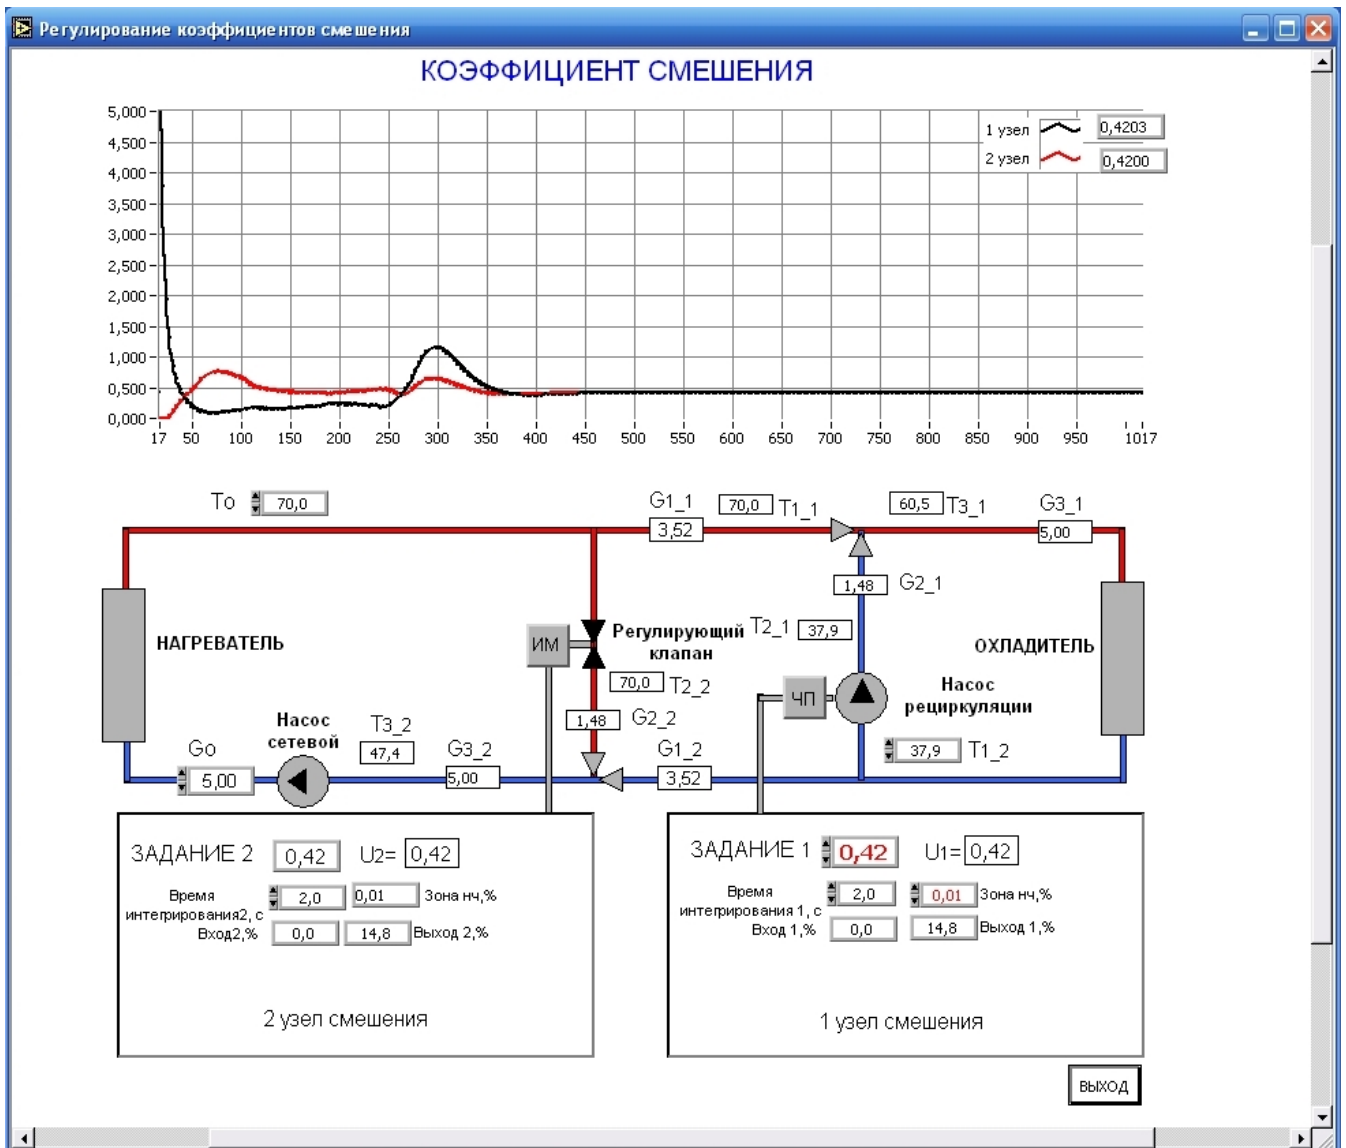 Регулирование коэффициентов смешения
КОЭФФИЦИЕНТ СМЕШЕНИЯ
5,000
4,500
4,000
3,500
3,000
2,500
2,000
1,500
1,000
0,500
0,000
1 узел 0,4203
2 узел 0,4200
17 50 100 150 200 250 300 350 400 450 500 550 600 650 700 750 800 850 900 950 1017
To 70,0
G1_1 70,0 T1_1 60,5 T3_1 G3_1
3,52 5,00
1,48 G2_1
НАГРЕВАТЕЛЬ
ИМ
Регулирующий
клапан
T2_1 37,9
ОХЛАДИТЕЛЬ
70,0 T2_2
ЧП
Насос
рециркуляции
Насос
сетевой
T3_2
47,4
1,48 G2_2
Go G3_2 G1_2 37,9 T1_2
5,00 5,00 3,52
ЗАДАНИЕ 2 0,42 U2= 0,42
Время
интегрирования2, с
2,0 0,01 Зона нч,%
Вход2,% 0,0 14,8 Выход 2,%
2 узел смешения
ЗАДАНИЕ 1 0,42 U1= 0,42
Время
интегрирования 1, с
2,0 0,01 Зона нч,%
Вход 1,% 0,0 14,8 Выход 1,%
1 узел смешения
ВЫХОД